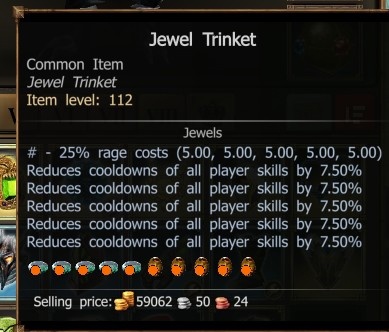 Jewel Trinket
Common Item
Jewel Trinket
Item level: 112
Jewels
# - 25% rage costs (5.00, 5.00, 5.00, 5.00, 5.00)
Reduces cooldowns of all player skills by 7.50%
Reduces cooldowns of all player skills by 7.50%
Reduces cooldowns of all player skills by 7.50%
Reduces cooldowns of all player skills by 7.50%
Reduces cooldowns of all player skills by 7.50%
Selling price: 59062 50 24